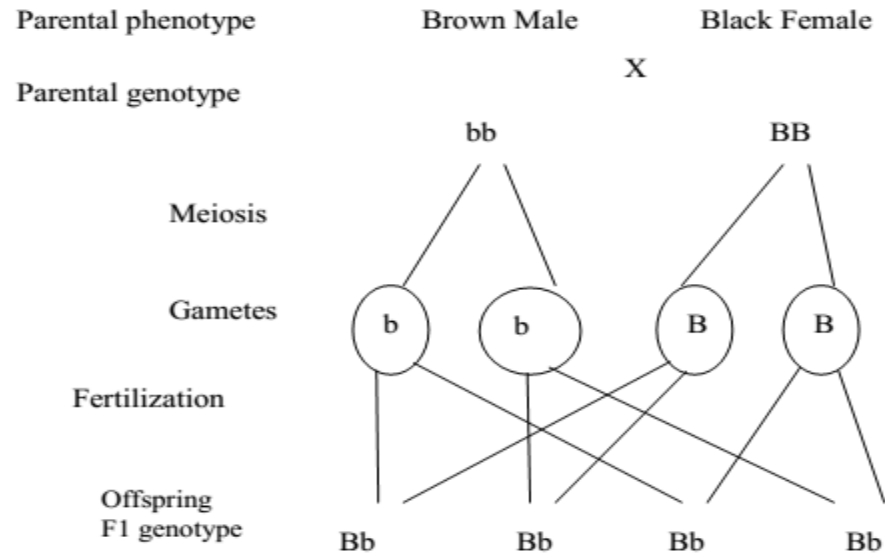 Parental phenotype Brown Male Black Female
X
Parental genotype
bb BB
Meiosis
Gametes b b B B
Fertilization
Offspring
F1 genotype
Bb Bb Bb Bb